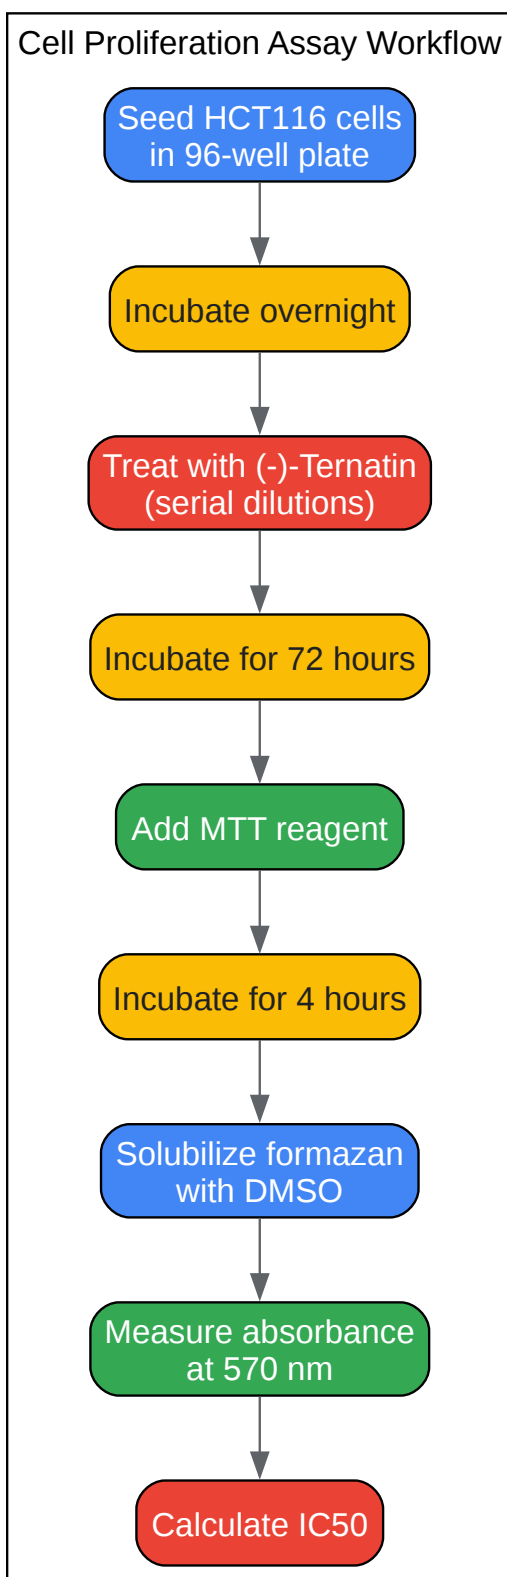 Cell Proliferation Assay Workflow
Seed HCT116 cells
in 96-well plate
Incubate overnight
Treat with (-)-Ternatin
(serial dilutions)
Incubate for 72 hours
Add MTT reagent
Incubate for 4 hours
Solubilize formazan
with DMSO
Measure absorbance
at 570 nm
Calculate IC50